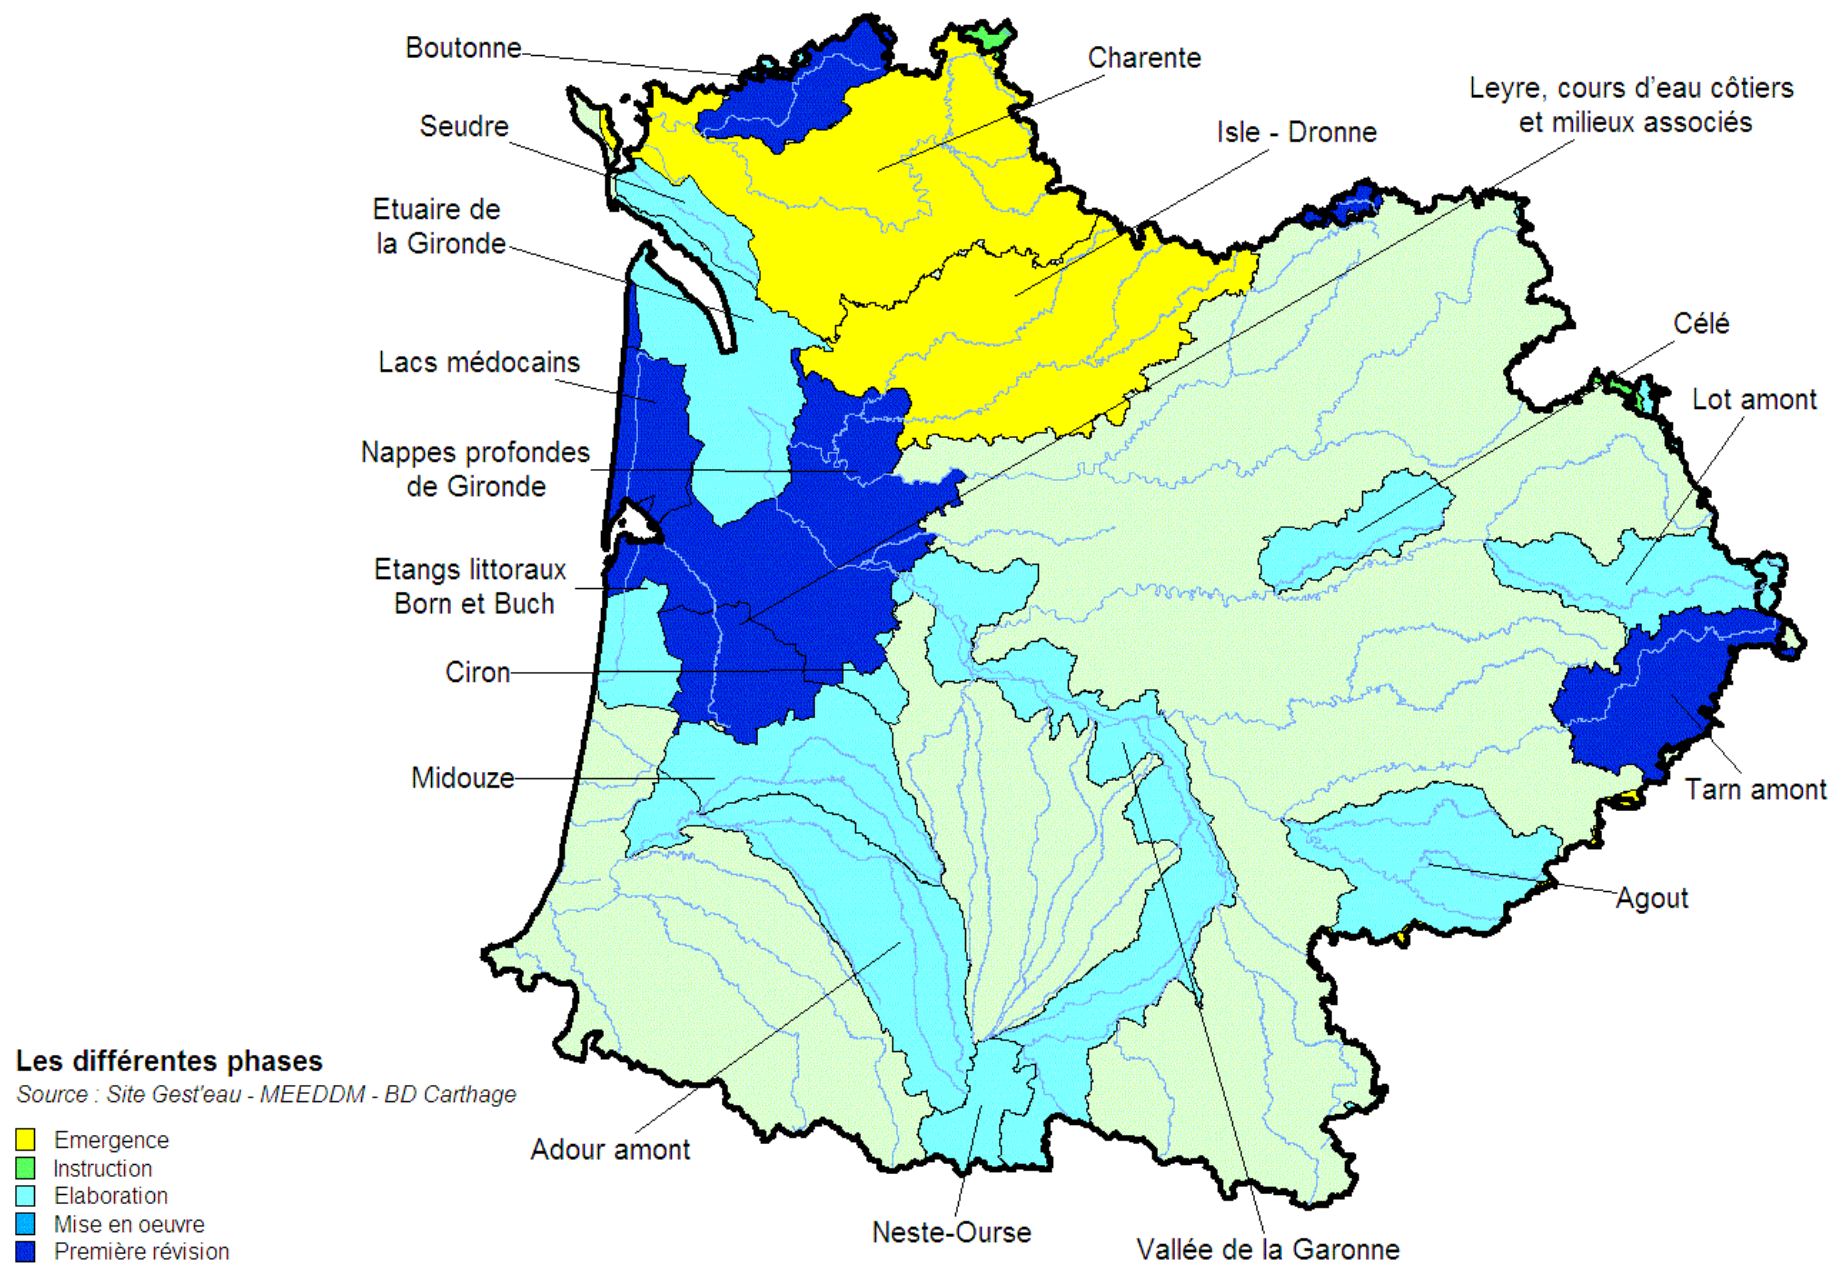 Boutonne
Charente
Leyre, cours d'eau côtiers
et milieux associés
Seudre
Isle - Dronne
Etuaire de
la Gironde
Célé
Lacs médocains
Lot amont
Nappes profondes
de Gironde
Etangs littoraux
Born et Buch
Ciron
Midouze
Tarn amont
Agout
Les différentes phases
Source : Site Gest'eau - MEEDDM - BD Carthage
Emergence
Instruction
Elaboration
Mise en oeuvre
Première révision
Adour amont
Neste-Ourse
Vallée de la Garonne